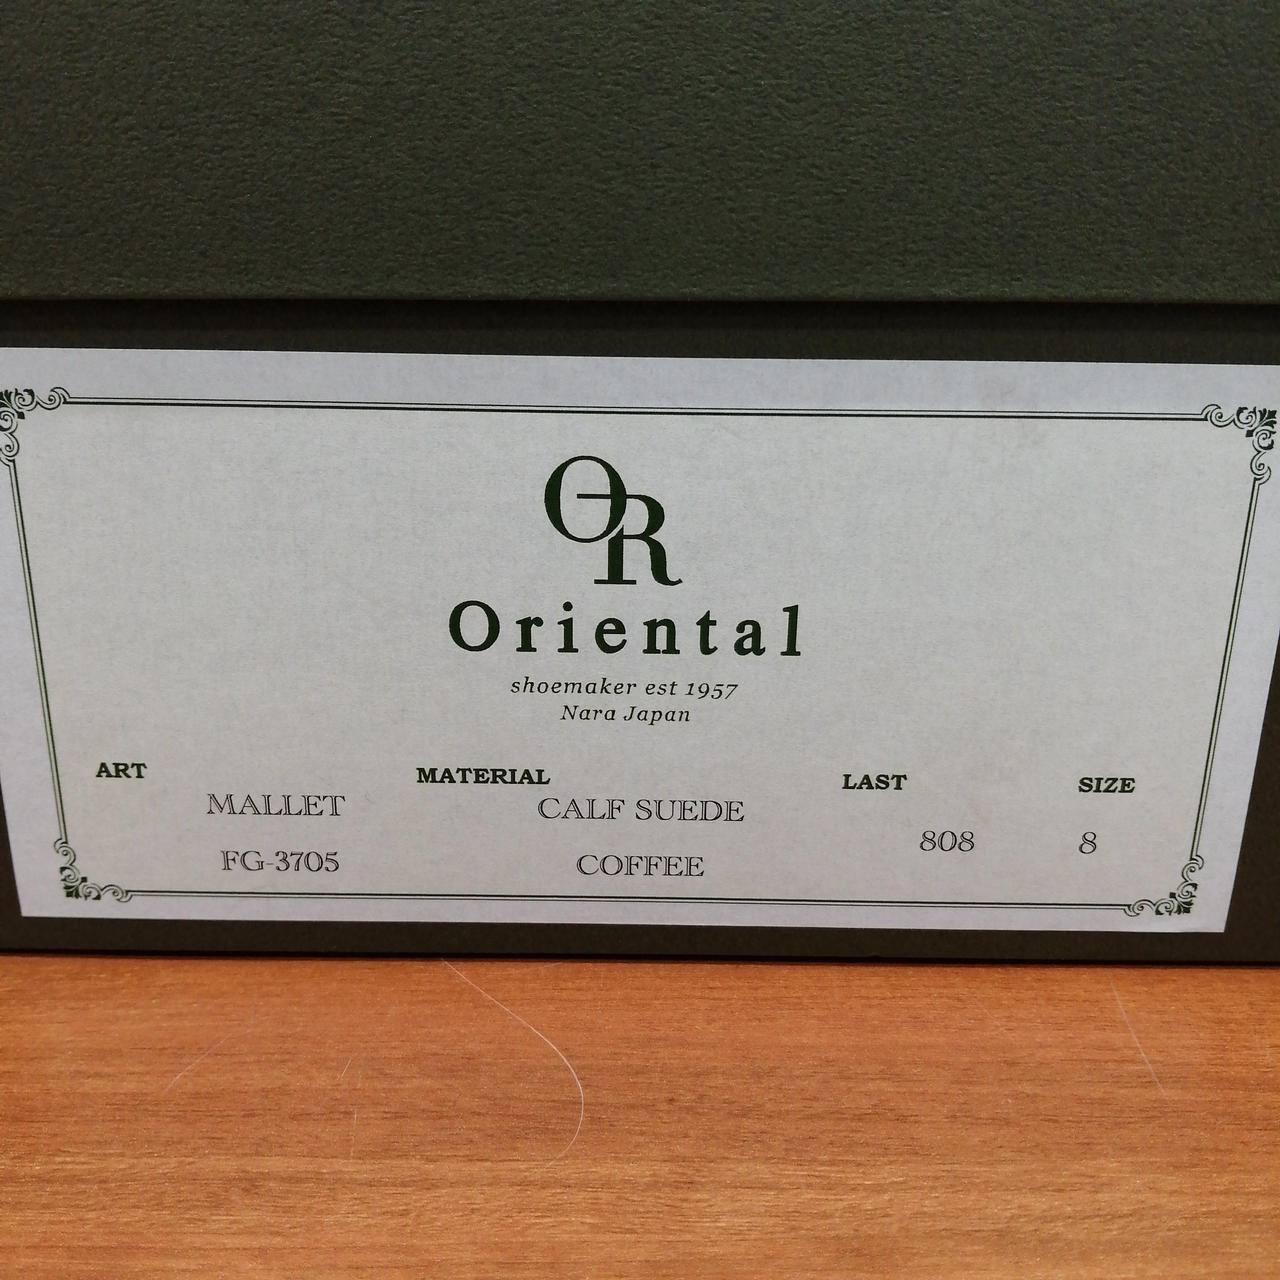 OR
Oriental
shoemaker est 1957
Nara Japan
ART MATERIAL LAST SIZE
MALLET CALF SUEDE
808 8
FG-3705 COFFEE